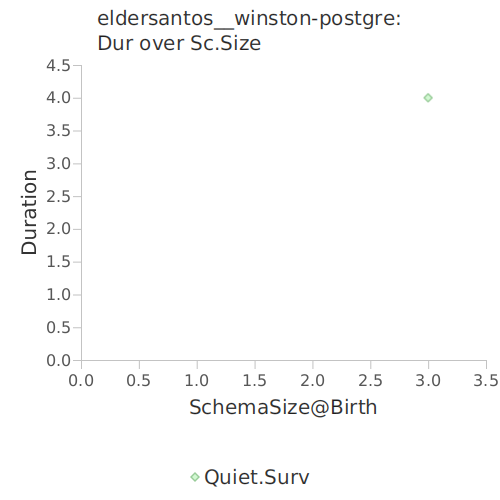 eldersantos__winston-postgre:
Dur over Sc.Size
4.5
4.0
3.5
3.0
2.5
2.0
1.5
1.0
0.5
0.0
Duration
0.0 0.5 1.0 1.5 2.0 2.5 3.0 3.5
SchemaSize@Birth
Quiet.Surv